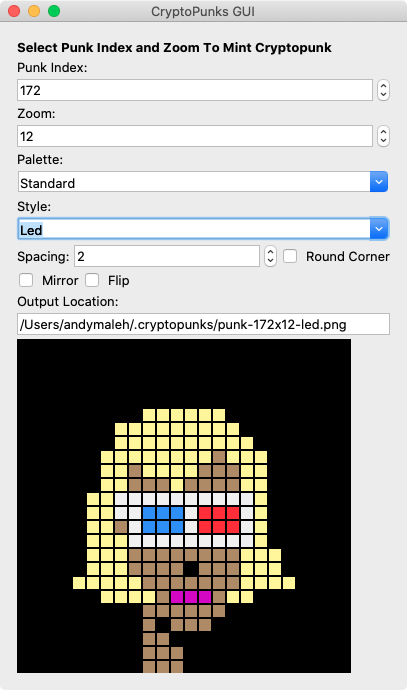 CryptoPunks GUI
Select Punk Index and Zoom To Mint Cryptopunk
Punk Index:
172
Zoom:
12
Palette:
Standard
Style:
Led
Spacing: 2 Round Corner
Mirror Flip
Output Location:
/Users/andymaleh/.cryptopunks/punk-172x12-led.png